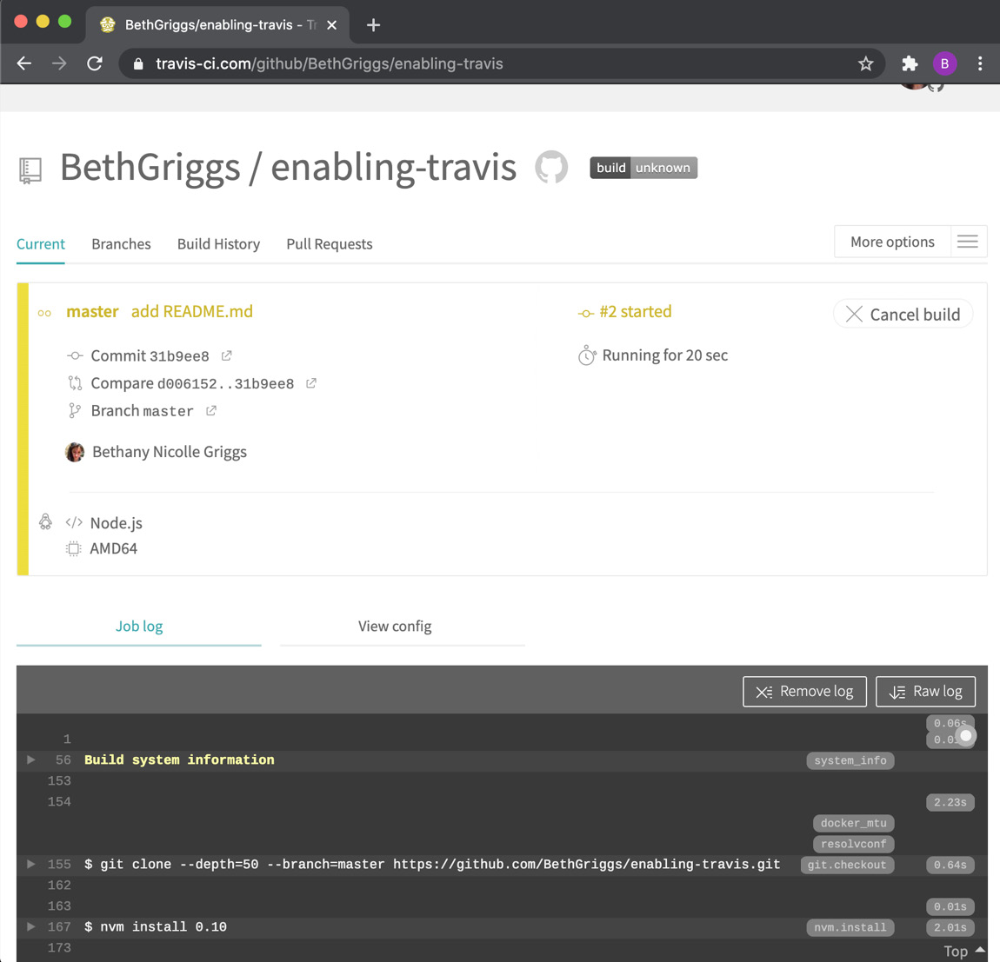 BethGriggs/enabling-travis - Tr
travis-ci.com/github/BethGriggs/enabling-travis
B
BethGriggs / enabling-travis
build unknown
Current Branches Build History Pull Requests
More options
master add README.md
#2 started
Cancel build
Commit 31b9ee8
Running for 20 sec
Compare d006152..31b9ee8
Branch master
Bethany Nicolle Griggs
</> Node.js
AMD64
Job log View config
Remove log Raw log
0.06s
1
56 Build system information system_info
153
154 2.23s
docker_mtu
resolvconf
155 $ git clone --depth=50 --branch=master https://github.com/BethGriggs/enabling-travis.git git.checkout 0.64s
162
163 0.01s
167 $ nvm install 0.10 nvm.install 2.01s
173
Top